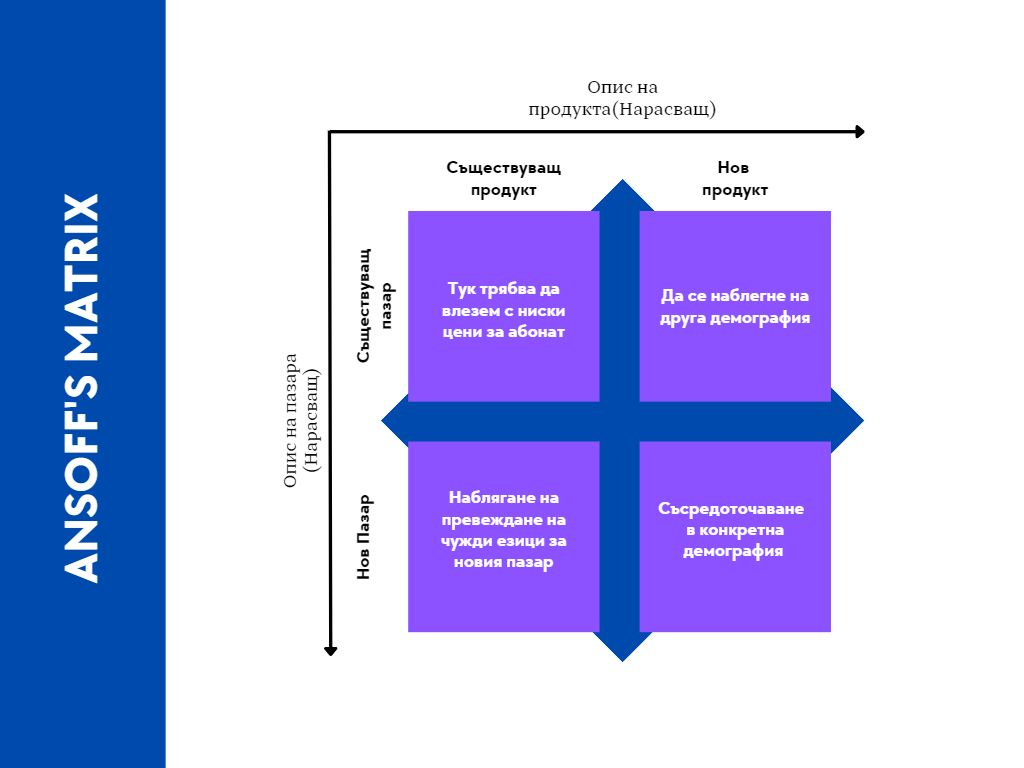 ANSOFF'S MATRIX
Опис на
продукта(Нарасващ)
Съществуващ
продукт
Нов
продукт
Опис на пазара
(Нарасващ)
Съществуващ
пазар
Тук трябва да
влезем с ниски
цени за абонат
Да се наблегне на
друга демография
Нов Пазар
Наблягане на
превеждане на
чужди езици за
новия пазар
Съсредоточаване
в конкретна
демография